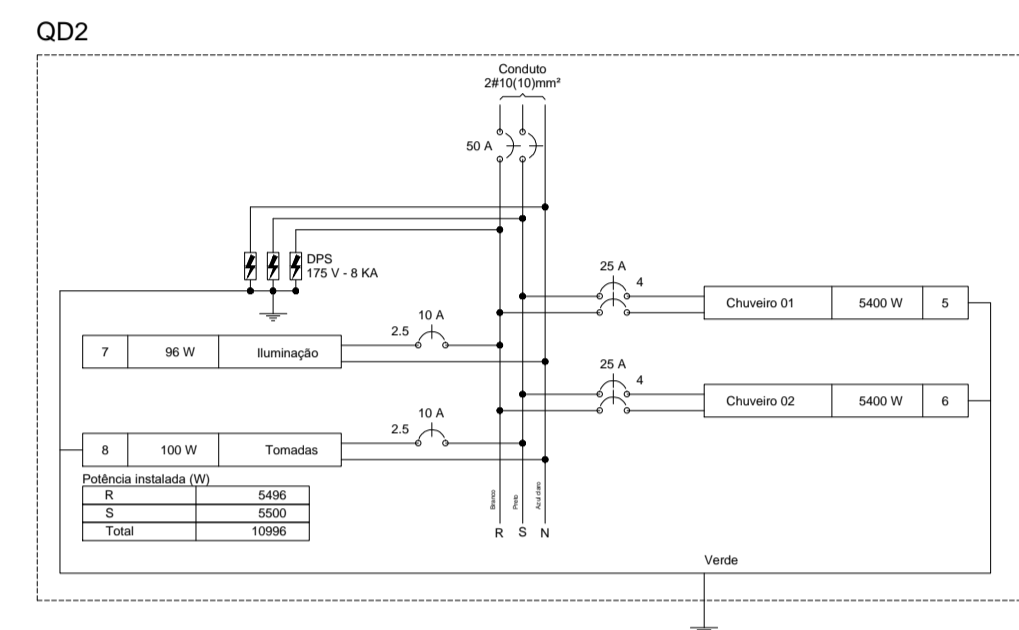 QD2
Conduto
2#10(10)mm²
50 A
DPS
175 V - 8 KA
25 A
4
Chuveiro 01 5400 W 5
10 A
2.5
7 96 W Iluminação
25 A
4
Chuveiro 02 5400 W 6
10 A
2.5
8 100 W Tomadas
Potência instalada (W)
R 5496
S 5500
Total 10996
Branco
Preto
Azul claro
R S N
Verde